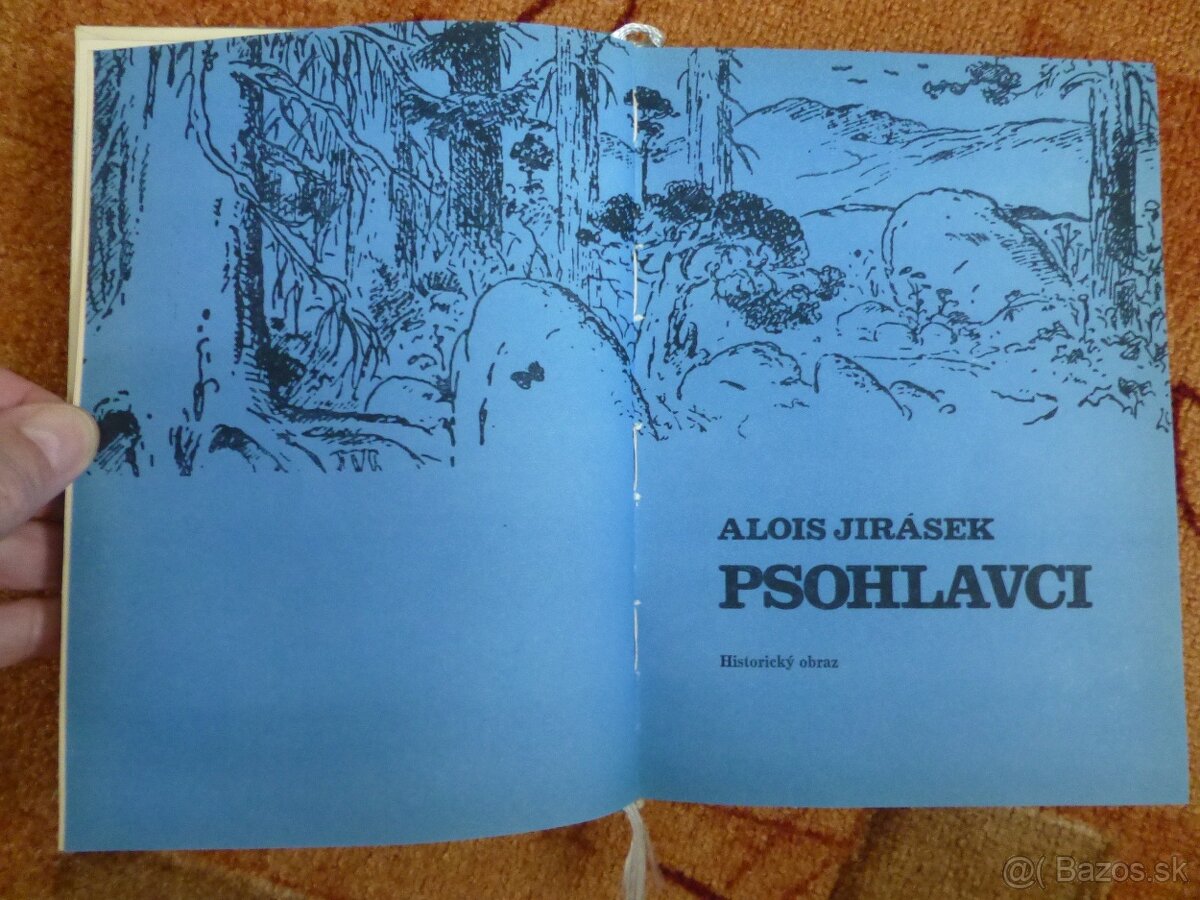 ALOIS JIRÁSEK
PSOHLAVCI
Historický obraz
@( Bazos.sk